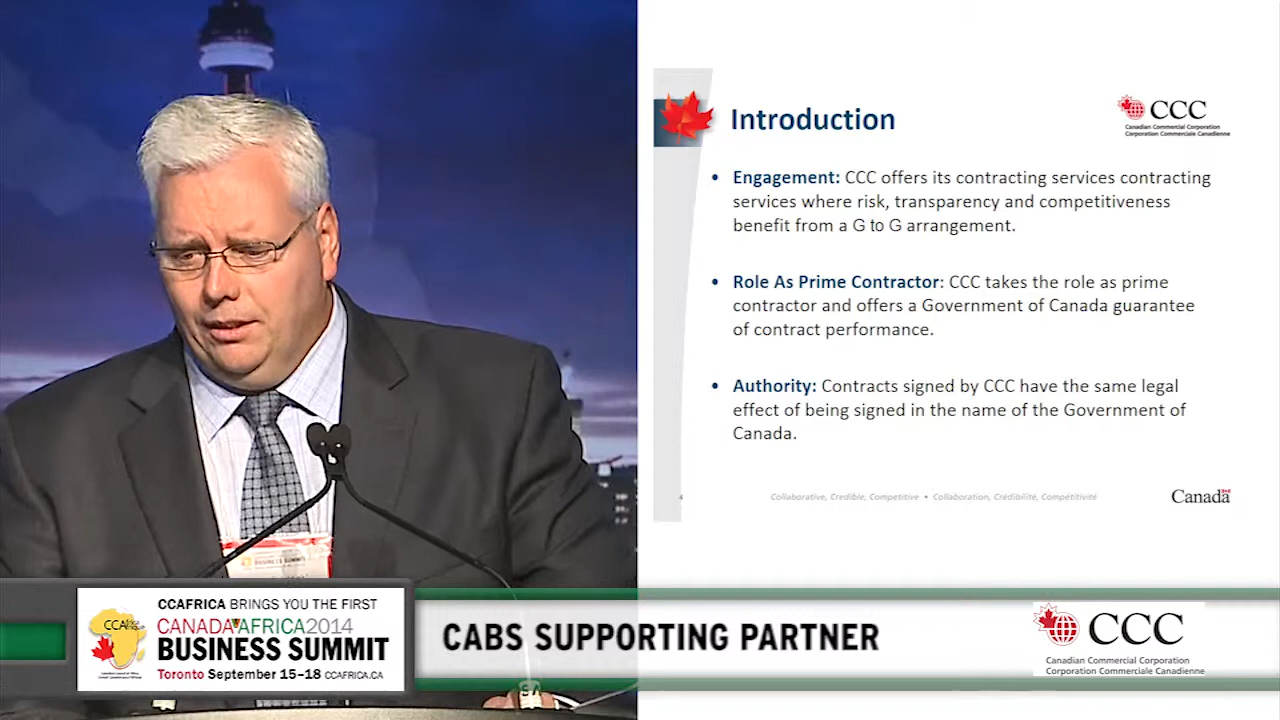 Introduction
CCC
Canadian Commercial Corporation
Corporation Commerciale Canadienne
• Engagement: CCC offers its contracting services contracting
services where risk, transparency and competitiveness
benefit from a G to G arrangement.
• Role As Prime Contractor: CCC takes the role as prime
contractor and offers a Government of Canada guarantee
of contract performance.
• Authority: Contracts signed by CCC have the same legal
effect of being signed in the name of the Government of
Canada.
4
Collaborative, Credible, Competitive • Collaboration, Crédibilité, Compétitivité
Canada
BUSINESS SUMMIT
CCAfrica
CCAFRICA BRINGS YOU THE FIRST
CANADAAFRICA2014
BUSINESS SUMMIT
Toronto September 15–18 CCAFRICA.CA
CABS SUPPORTING PARTNER
CCC
Canadian Commercial Corporation
Corporation Commerciale Canadienne